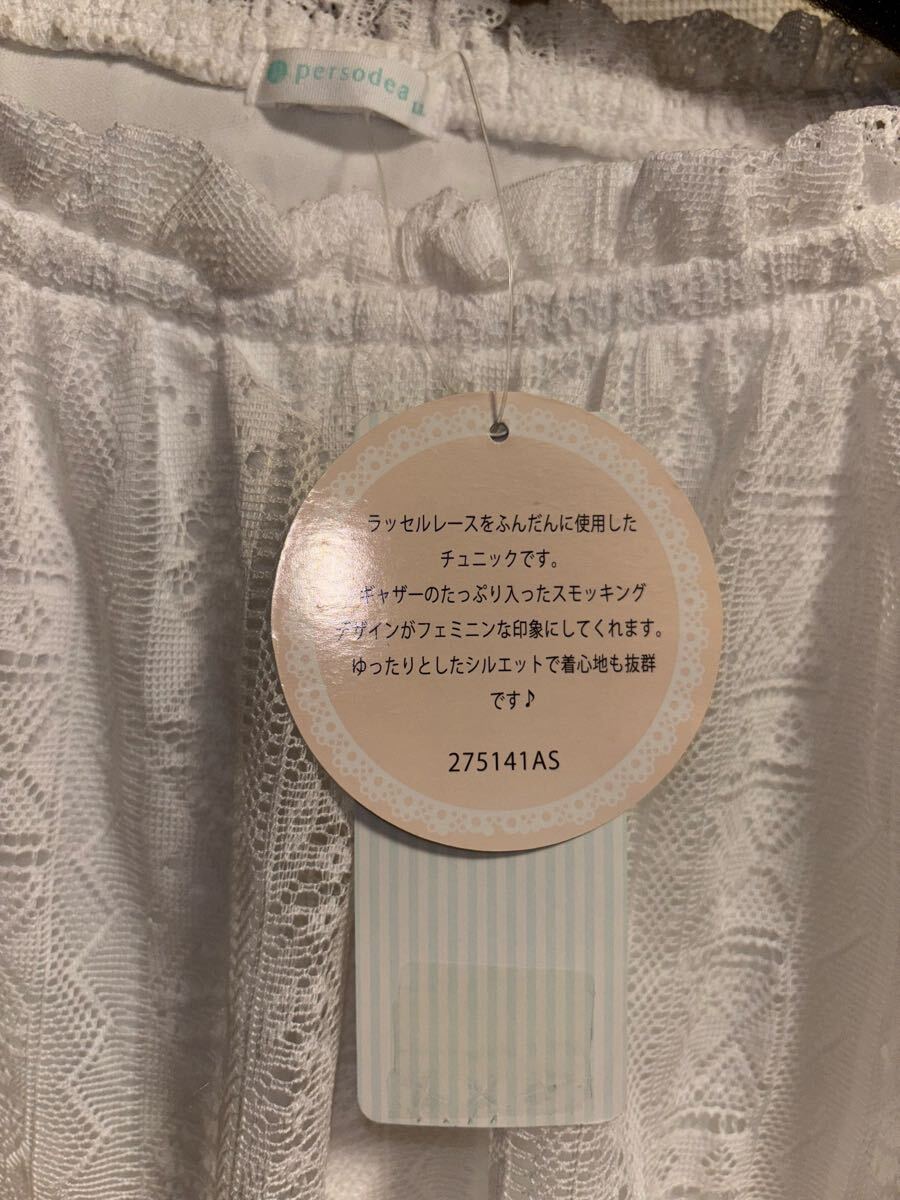 persodea
ラッセルレースをふんだんに使用した
チュニックです。
ギャザーのたっぷり入ったスモッキング
デザインがフェミニンな印象にしてくれます。
ゆったりとしたシルエットで着心地も抜群
です♪
275141AS